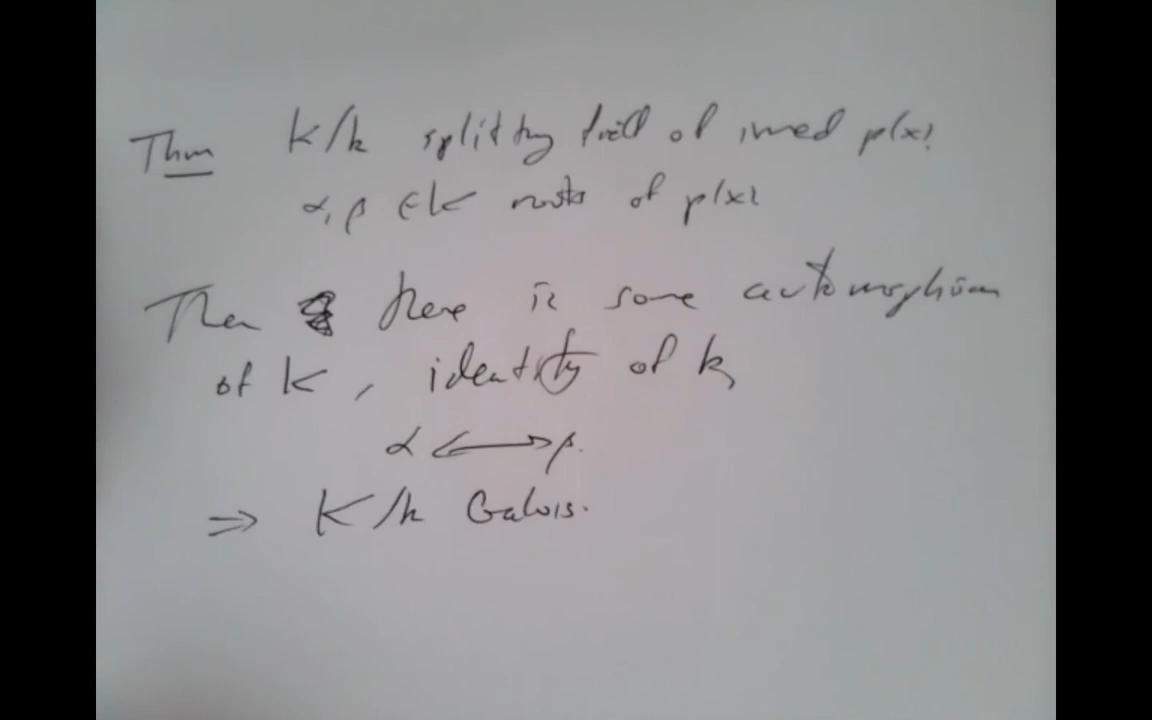 Thm K/k splitting field of irred p(x).
α, β ∈ K roots of p(x)
Then there is some automorphism
of K, identity of k,
α ↔ β.
⇒ K/k Galois.